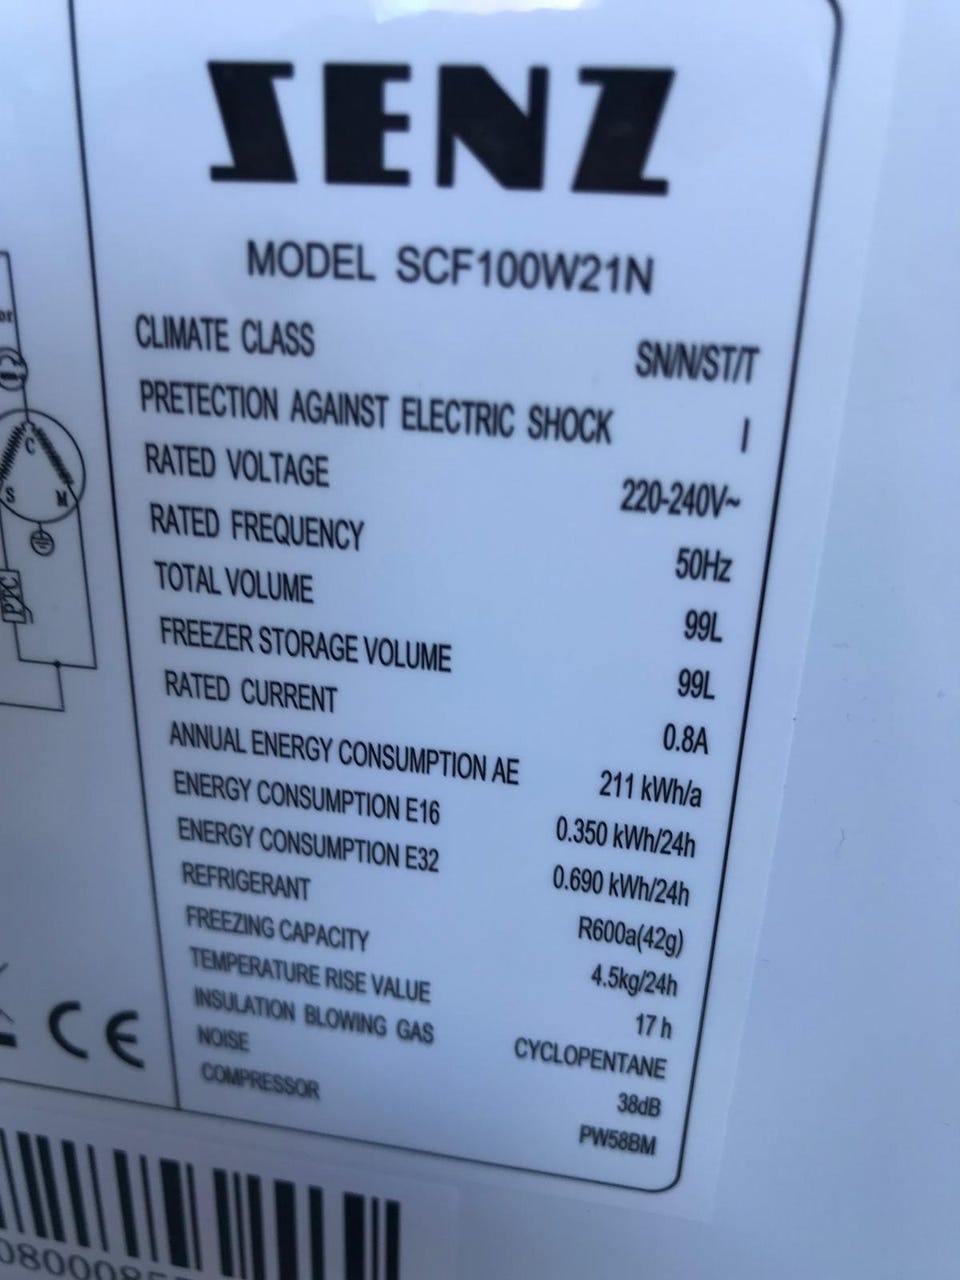 SENZ
MODEL SCF100W21N
CLIMATE CLASS SN/N/ST/T
PRETECTION AGAINST ELECTRIC SHOCK I
RATED VOLTAGE 220-240V~
RATED FREQUENCY 50Hz
TOTAL VOLUME 99L
FREEZER STORAGE VOLUME 99L
RATED CURRENT 0.8A
ANNUAL ENERGY CONSUMPTION AE 211 kWh/a
ENERGY CONSUMPTION E16 0.350 kWh/24h
ENERGY CONSUMPTION E32 0.690 kWh/24h
REFRIGERANT R600a(42g)
FREEZING CAPACITY 4.5kg/24h
TEMPERATURE RISE VALUE 17 h
INSULATION BLOWING GAS CYCLOPENTANE
NOISE 38dB
COMPRESSOR PW58BM
C
S M
PTC
CE